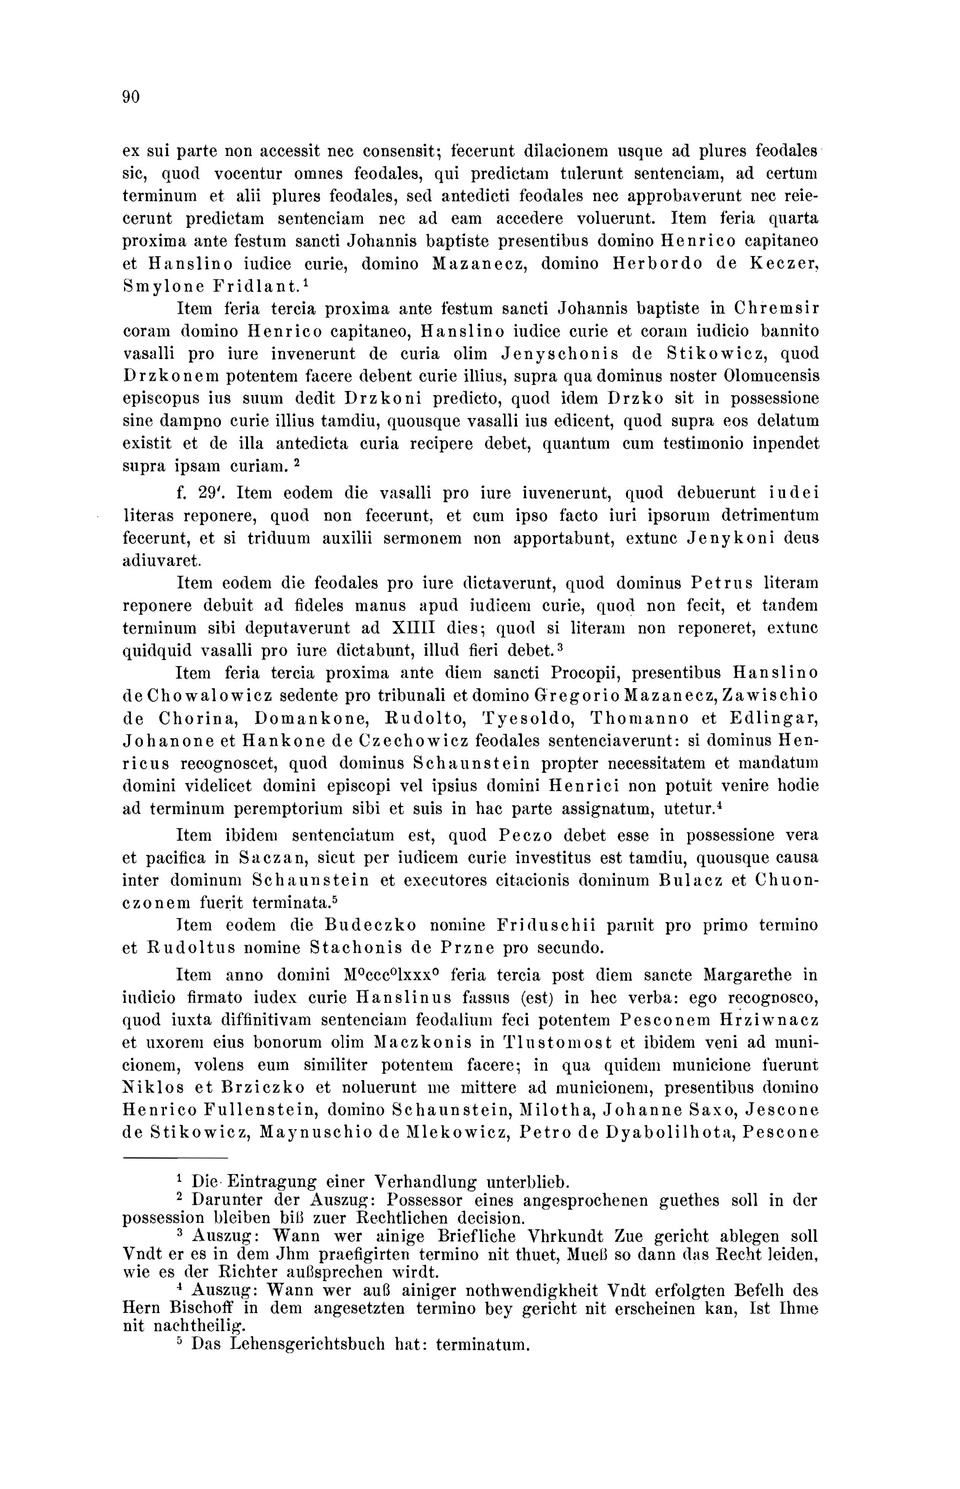 90
ex sui parte non accessit nec consensit; fecerunt dilacionem usque ad plures feodales
sic, quod vocentur omnes feodales, qui predictam tulerunt sentenciam, ad certum
terminum et alii plures feodales, sed antedicti feodales nec approbaverunt nec reie-
cerunt predictam sentenciam nec ad eam accedere voluerunt. Item feria quarta
proxima ante festum sancti Johannis baptiste presentibus domino Henrico capitaneo
et Hanslino iudice curie, domino Mazanecz, domino Herbordo de Keczer,
Smylone Fridlant.¹
Item feria tercia proxima ante festum sancti Johannis baptiste in Chremsir
coram domino Henrico capitaneo, Hanslino iudice curie et coram iudicio bannito
vasalli pro iure invenerunt de curia olim Jenyschonis de Stikowicz, quod
Drzkonem potentem facere debent curie illius, supra qua dominus noster Olomucensis
episcopus ius suum dedit Drzkoni predicto, quod idem Drzko sit in possessione
sine dampno curie illius tamdiu, quousque vasalli ius edicent, quod supra eos delatum
existit et de illa antedicta curia recipere debet, quantum cum testimonio inpendet
supra ipsam curiam. ²
f. 29'. Item eodem die vasalli pro iure iuvenerunt, quod debuerunt iudei
literas reponere, quod non fecerunt, et cum ipso facto iuri ipsorum detrimentum
fecerunt, et si triduum auxilii sermonem non apportabunt, extunc Jenykoni deus
adiuvaret.
Item eodem die feodales pro iure dictaverunt, quod dominus Petrus literam
reponere debuit ad fideles manus apud iudicem curie, quod non fecit, et tandem
terminum sibi deputaverunt ad XIIII dies; quod si literam non reponeret, extunc
quidquid vasalli pro iure dictabunt, illud fieri debet.³
Item feria tercia proxima ante diem sancti Procopii, presentibus Hanslino
de Chowalowicz sedente pro tribunali et domino Gregorio Mazanecz, Zawischio
de Chorina, Domankone, Rudolto, Tyesoldo, Thomanno et Edlingar,
Johanone et Hankone de Czechowicz feodales sentenciaverunt: si dominus Hen-
ricus recognoscet, quod dominus Schaunstein propter necessitatem et mandatum
domini videlicet domini episcopi vel ipsius domini Henrici non potuit venire hodie
ad terminum peremptorium sibi et suis in hac parte assignatum, utetur.⁴
Item ibidem sentenciatum est, quod Peczo debet esse in possessione vera
et pacifica in Saczan, sicut per iudicem curie investitus est tamdiu, quousque causa
inter dominum Schaunstein et executores citacionis dominum Bulacz et Chuon-
czonem fuerit terminata.⁵
Item eodem die Budeczko nomine Friduschii paruit pro primo termino
et Rudoltus nomine Stachonis de Przne pro secundo.
Item anno domini M⁰ccc⁰lxxx⁰ feria tercia post diem sancte Margarethe in
iudicio firmato iudex curie Hanslinus fassus (est) in hec verba: ego recognosco,
quod iuxta diffinitivam sentenciam feodalium feci potentem Pesconem Hrziwnacz
et uxorem eius bonorum olim Maczkonis in Tlustomost et ibidem veni ad muni-
cionem, volens eum similiter potentem facere; in qua quidem municione fuerunt
Niklos et Brziczko et noluerunt me mittere ad municionem, presentibus domino
Henrico Fullenstein, domino Schaunstein, Milotha, Johanne Saxo, Jescone
de Stikowicz, Maynuschio de Mlekowicz, Petro de Dyabolilhota, Pescone
¹ Die Eintragung einer Verhandlung unterblieb.
² Darunter der Auszug: Possessor eines angesprochenen guethes soll in der
possession bleiben biß zuer Rechtlichen decision.
³ Auszug: Wann wer ainige Briefliche Vhrkundt Zue gericht ablegen soll
Vndt er es in dem Jhm praefigirten termino nit thuet, Mueß so dann das Recht leiden,
wie es der Richter außsprechen wirdt.
⁴ Auszug: Wann wer auß ainiger nothwendigkheit Vndt erfolgten Befelh des
Hern Bischoff in dem angesetzten termino bey gericht nit erscheinen kan, Ist Ihme
nit nachtheilig.
⁵ Das Lehensgerichtsbuch hat: terminatum.